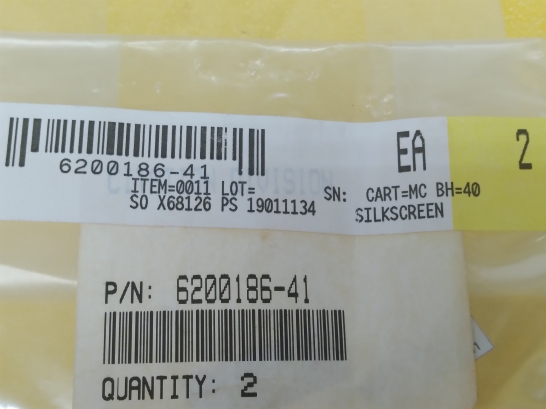 EA 2
6200186-41
ITEM=0011 LOT= SN: CART=MC BH=40
SO X68126 PS 19011134 SILKSCREEN
P/N: 6200186-41
QUANTITY: 2